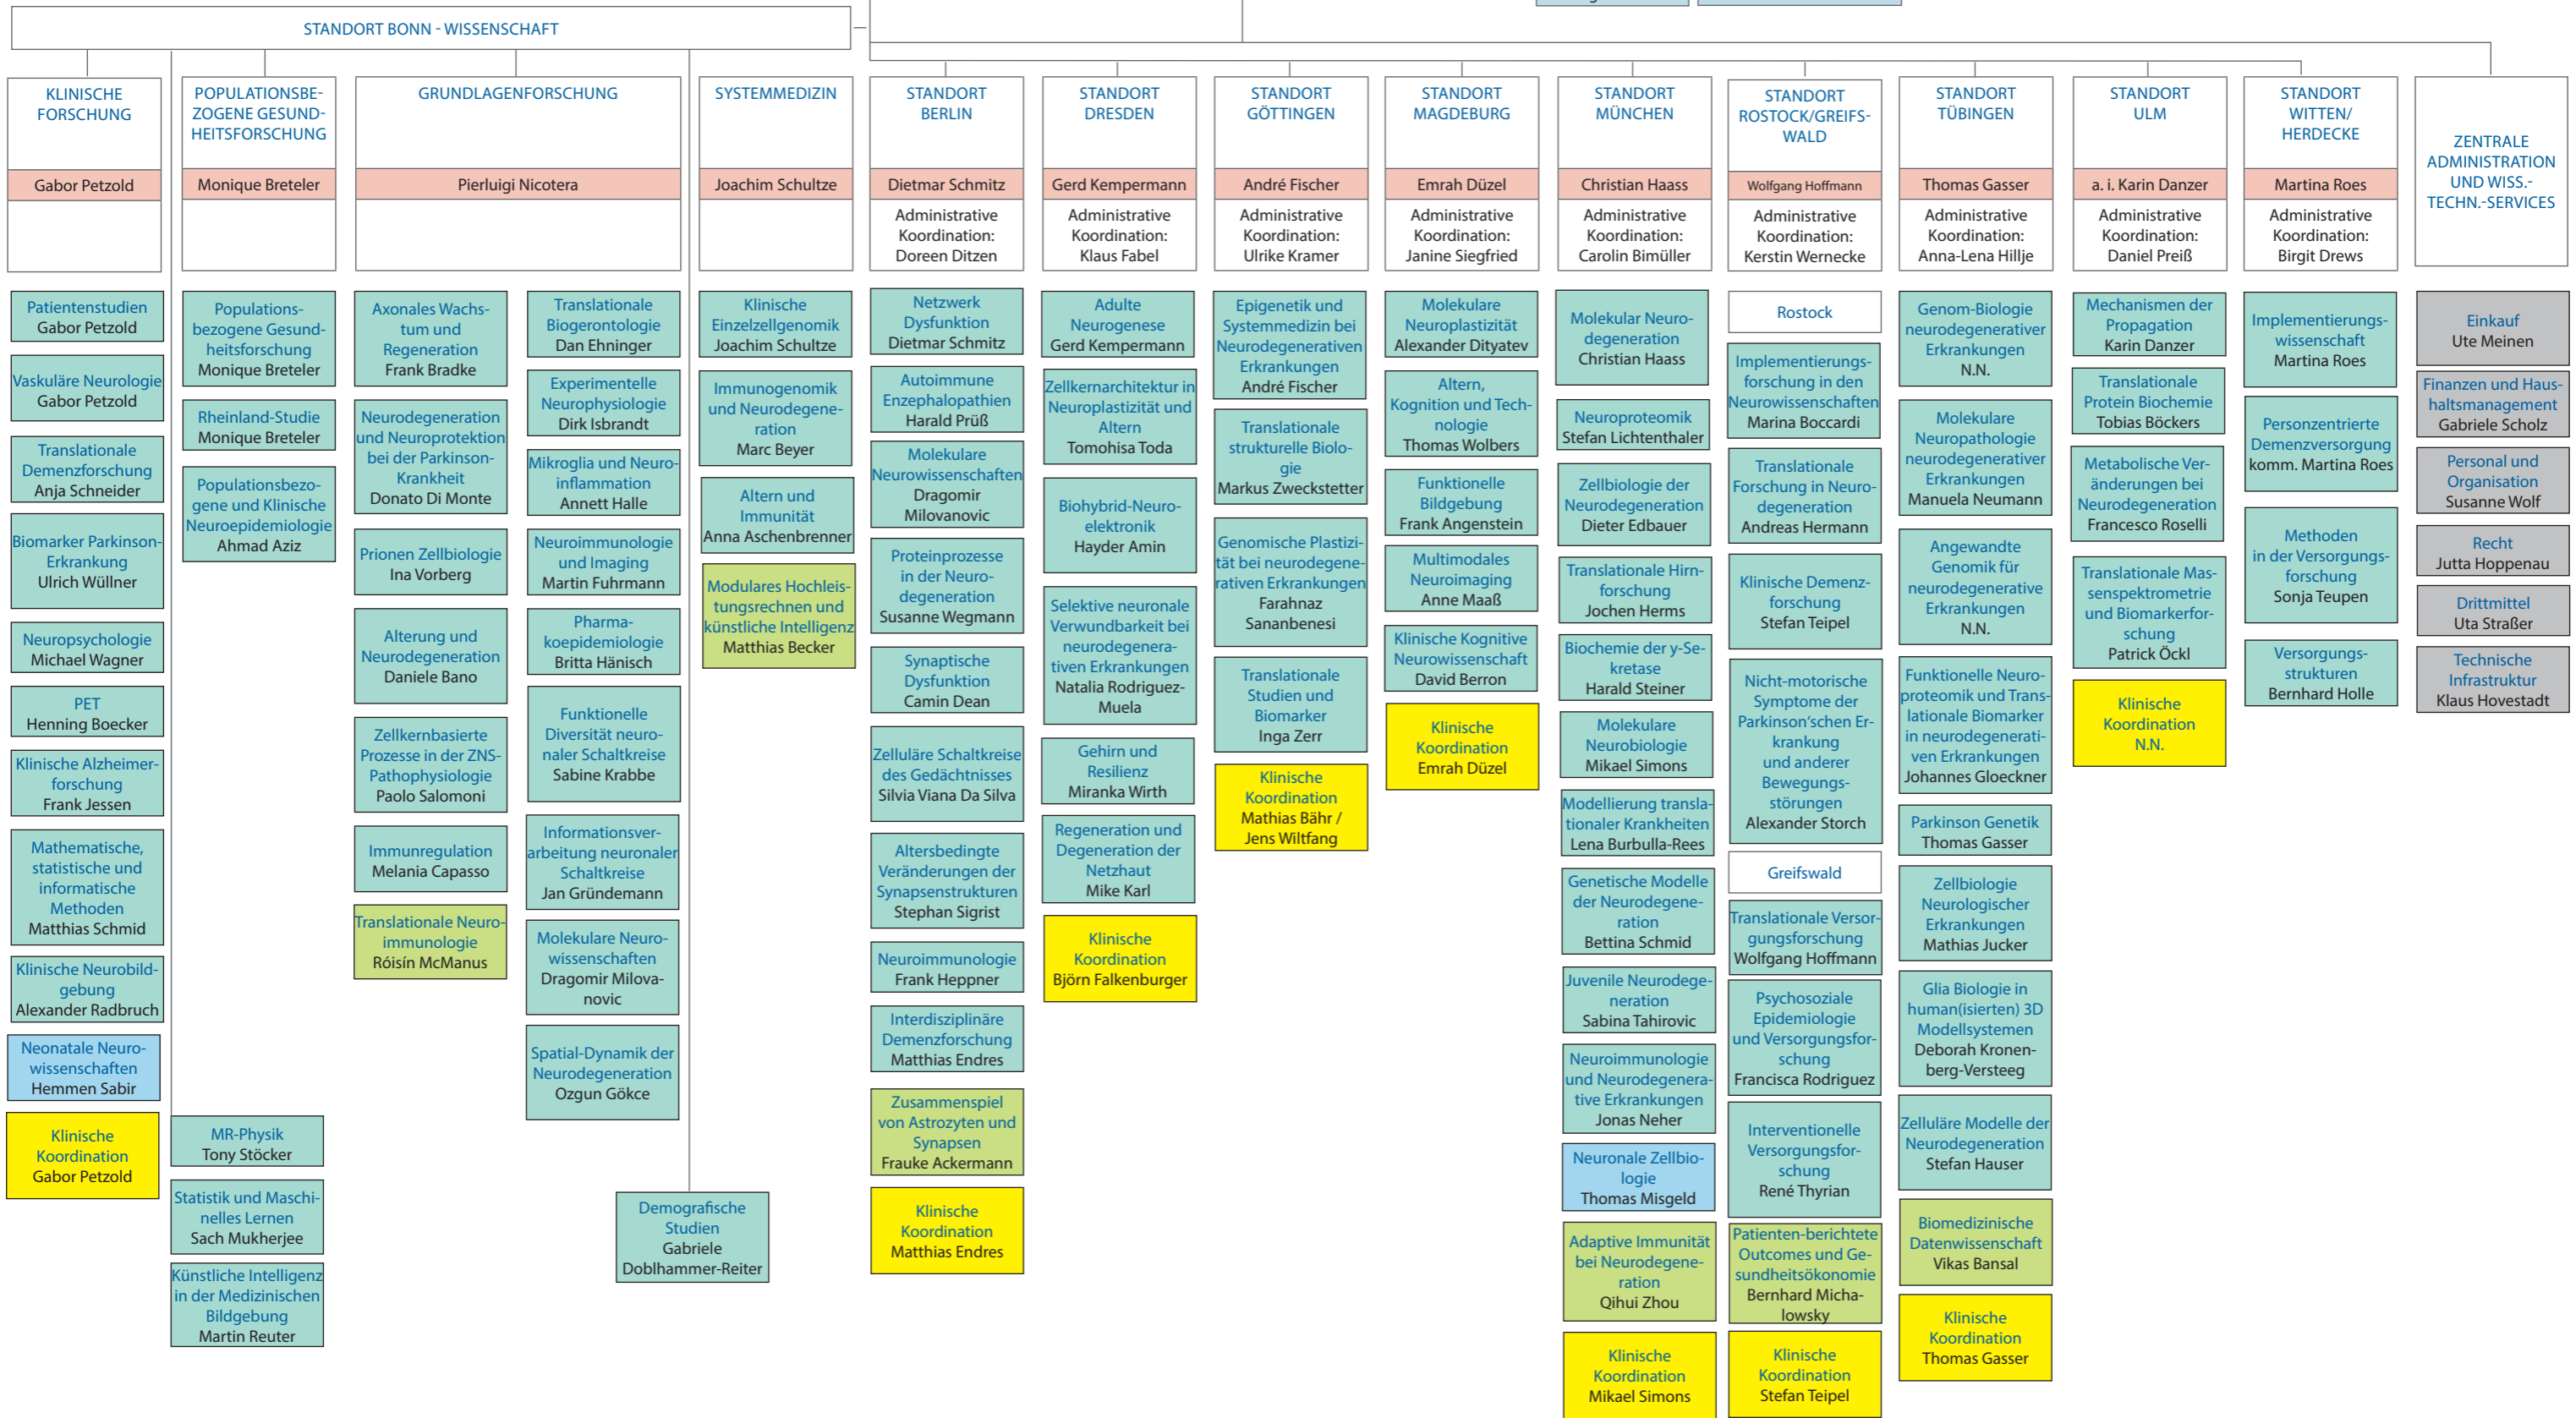 STANDORT BONN - WISSENSCHAFT
KLINISCHE
FORSCHUNG
Gabor Petzold
Patientenstudien
Gabor Petzold
Vaskuläre Neurologie
Gabor Petzold
Translationale
Demenzforschung
Anja Schneider
Biomarker Parkinson-
Erkrankung
Ulrich Wüllner
Neuropsychologie
Michael Wagner
PET
Henning Boecker
Klinische Alzheimer-
forschung
Frank Jessen
Mathematische,
statistische und
informatische
Methoden
Matthias Schmid
Klinische Neurobild-
gebung
Alexander Radbruch
Neonatale Neuro-
wissenschaften
Hemmen Sabir
Klinische
Koordination
Gabor Petzold
POPULATIONSBE-
ZOGENE GESUND-
HEITSFORSCHUNG
Monique Breteler
Populations-
bezogene Gesund-
heitsforschung
Monique Breteler
Rheinland-Studie
Monique Breteler
Populationsbezo-
gene und Klinische
Neuroepidemiologie
Ahmad Aziz
MR-Physik
Tony Stöcker
Statistik und Maschi-
nelles Lernen
Sach Mukherjee
Künstliche Intelligenz
in der Medizinischen
Bildgebung
Martin Reuter
GRUNDLAGENFORSCHUNG
Pierluigi Nicotera
Axonales Wachs-
tum und
Regeneration
Frank Bradke
Neurodegeneration
und Neuroprotektion
bei der Parkinson-
Krankheit
Donato Di Monte
Prionen Zellbiologie
Ina Vorberg
Alterung und
Neurodegeneration
Daniele Bano
Zellkernbasierte
Prozesse in der ZNS-
Pathophysiologie
Paolo Salomoni
Immunregulation
Melania Capasso
Translationale Neuro-
immunologie
Róisín McManus
Translationale
Biogerontologie
Dan Ehninger
Experimentelle
Neurophysiologie
Dirk Isbrandt
Mikroglia und Neuro-
inflammation
Annett Halle
Neuroimmunologie
und Imaging
Martin Fuhrmann
Pharma-
koepidemiologie
Britta Hänisch
Funktionelle
Diversität neuro-
naler Schaltkreise
Sabine Krabbe
Informationsver-
arbeitung neuronaler
Schaltkreise
Jan Gründemann
Molekulare Neuro-
wissenschaften
Dragomir Milova-
novic
Spatial-Dynamik der
Neurodegeneration
Ozgun Gökce
Demografische
Studien
Gabriele
Doblhammer-Reiter
SYSTEMMEDIZIN
Joachim Schultze
Klinische
Einzelzellgenomik
Joachim Schultze
Immunogenomik
und Neurodegene-
ration
Marc Beyer
Altern und
Immunität
Anna Aschenbrenner
Modulares Hochleis-
tungsrechnen und
künstliche Intelligenz
Matthias Becker
STANDORT
BERLIN
Dietmar Schmitz
Administrative
Koordination:
Doreen Ditzen
Netzwerk
Dysfunktion
Dietmar Schmitz
Autoimmune
Enzephalopathien
Harald Prüß
Molekulare
Neurowissenschaften
Dragomir
Milovanovic
Proteinprozesse
in der Neuro-
degeneration
Susanne Wegmann
Synaptische
Dysfunktion
Camin Dean
Zelluläre Schaltkreise
des Gedächtnisses
Silvia Viana Da Silva
Altersbedingte
Veränderungen der
Synapsenstrukturen
Stephan Sigrist
Neuroimmunologie
Frank Heppner
Interdisziplinäre
Demenzforschung
Matthias Endres
Zusammenspiel
von Astrozyten und
Synapsen
Frauke Ackermann
Klinische
Koordination
Matthias Endres
STANDORT
DRESDEN
Gerd Kempermann
Administrative
Koordination:
Klaus Fabel
Adulte
Neurogenese
Gerd Kempermann
Zellkernarchitektur in
Neuroplastizität und
Altern
Tomohisa Toda
Biohybrid-Neuro-
elektronik
Hayder Amin
Selektive neuronale
Verwundbarkeit bei
neurodegenera-
tiven Erkrankungen
Natalia Rodriguez-
Muela
Gehirn und
Resilienz
Miranka Wirth
Regeneration und
Degeneration der
Netzhaut
Mike Karl
Klinische
Koordination
Björn Falkenburger
STANDORT
GÖTTINGEN
André Fischer
Administrative
Koordination:
Ulrike Kramer
Epigenetik und
Systemmedizin bei
Neurodegenerativen
Erkrankungen
André Fischer
Translationale
strukturelle Biolo-
gie
Markus Zweckstetter
Genomische Plastizi-
tät bei neurodegene-
rativen Erkrankungen
Farahnaz
Sananbenesi
Translationale
Studien und
Biomarker
Inga Zerr
Klinische
Koordination
Mathias Bähr /
Jens Wiltfang
STANDORT
MAGDEBURG
Emrah Düzel
Administrative
Koordination:
Janine Siegfried
Molekulare
Neuroplastizität
Alexander Dityatev
Altern,
Kognition und Tech-
nologie
Thomas Wolbers
Funktionelle
Bildgebung
Frank Angenstein
Multimodales
Neuroimaging
Anne Maaß
Klinische Kognitive
Neurowissenschaft
David Berron
Klinische
Koordination
Emrah Düzel
STANDORT
MÜNCHEN
Christian Haass
Administrative
Koordination:
Carolin Bimüller
Molekular Neuro-
degeneration
Christian Haass
Neuroproteomik
Stefan Lichtenthaler
Zellbiologie der
Neurodegeneration
Dieter Edbauer
Translationale Hirn-
forschung
Jochen Herms
Biochemie der y-Se-
kretase
Harald Steiner
Molekulare
Neurobiologie
Mikael Simons
Modellierung transla-
tionaler Krankheiten
Lena Burbulla-Rees
Genetische Modelle
der Neurodegene-
ration
Bettina Schmid
Juvenile Neurodege-
neration
Sabina Tahirovic
Neuroimmunologie
und Neurodegenera-
tive Erkrankungen
Jonas Neher
Neuronale Zellbio-
logie
Thomas Misgeld
Adaptive Immunität
bei Neurodegene-
ration
Qihui Zhou
Klinische
Koordination
Mikael Simons
STANDORT
ROSTOCK/GREIFS-
WALD
Wolfgang Hoffmann
Administrative
Koordination:
Kerstin Wernecke
Rostock
Implementierungs-
forschung in den
Neurowissenschaften
Marina Boccardi
Translationale
Forschung in Neuro-
degeneration
Andreas Hermann
Klinische Demenz-
forschung
Stefan Teipel
Nicht-motorische
Symptome der
Parkinson'schen Er-
krankung
und anderer
Bewegungs-
störungen
Alexander Storch
Greifswald
Translationale Versor-
gungsforschung
Wolfgang Hoffmann
Psychosoziale
Epidemiologie
und Versorgungsfor-
schung
Francisca Rodriguez
Interventionelle
Versorgungsfor-
schung
René Thyrian
Patienten-berichtete
Outcomes und Ge-
sundheitsökonomie
Bernhard Micha-
lowsky
Klinische
Koordination
Stefan Teipel
STANDORT
TÜBINGEN
Thomas Gasser
Administrative
Koordination:
Anna-Lena Hillje
Genom-Biologie
neurodegenerativer
Erkrankungen
N.N.
Molekulare
Neuropathologie
neurodegenerativer
Erkrankungen
Manuela Neumann
Angewandte
Genomik für
neurodegenerative
Erkrankungen
N.N.
Funktionelle Neuro-
proteomik und Trans-
lationale Biomarker
in neurodegenerati-
ven Erkrankungen
Johannes Gloeckner
Parkinson Genetik
Thomas Gasser
Zellbiologie
Neurologischer
Erkrankungen
Mathias Jucker
Glia Biologie in
human(isierten) 3D
Modellsystemen
Deborah Kronen-
berg-Versteeg
Zelluläre Modelle der
Neurodegeneration
Stefan Hauser
Biomedizinische
Datenwissenschaft
Vikas Bansal
Klinische
Koordination
Thomas Gasser
STANDORT
ULM
a. i. Karin Danzer
Administrative
Koordination:
Daniel Preiß
Mechanismen der
Propagation
Karin Danzer
Translationale
Protein Biochemie
Tobias Böckers
Metabolische Ver-
änderungen bei
Neurodegeneration
Francesco Roselli
Translationale Mas-
senspektrometrie
und Biomarkerfor-
schung
Patrick Öckl
Klinische
Koordination
N.N.
STANDORT
WITTEN/
HERDECKE
Martina Roes
Administrative
Koordination:
Birgit Drews
Implementierungs-
wissenschaft
Martina Roes
Personzentrierte
Demenzversorgung
komm. Martina Roes
Methoden
in der Versorgungs-
forschung
Sonja Teupen
Versorgungs-
strukturen
Bernhard Holle
ZENTRALE
ADMINISTRATION
UND WISS.-
TECHN.-SERVICES
Einkauf
Ute Meinen
Finanzen und Haus-
haltsmanagement
Gabriele Scholz
Personal und
Organisation
Susanne Wolf
Recht
Jutta Hoppenau
Drittmittel
Uta Straßer
Technische
Infrastruktur
Klaus Hovestadt